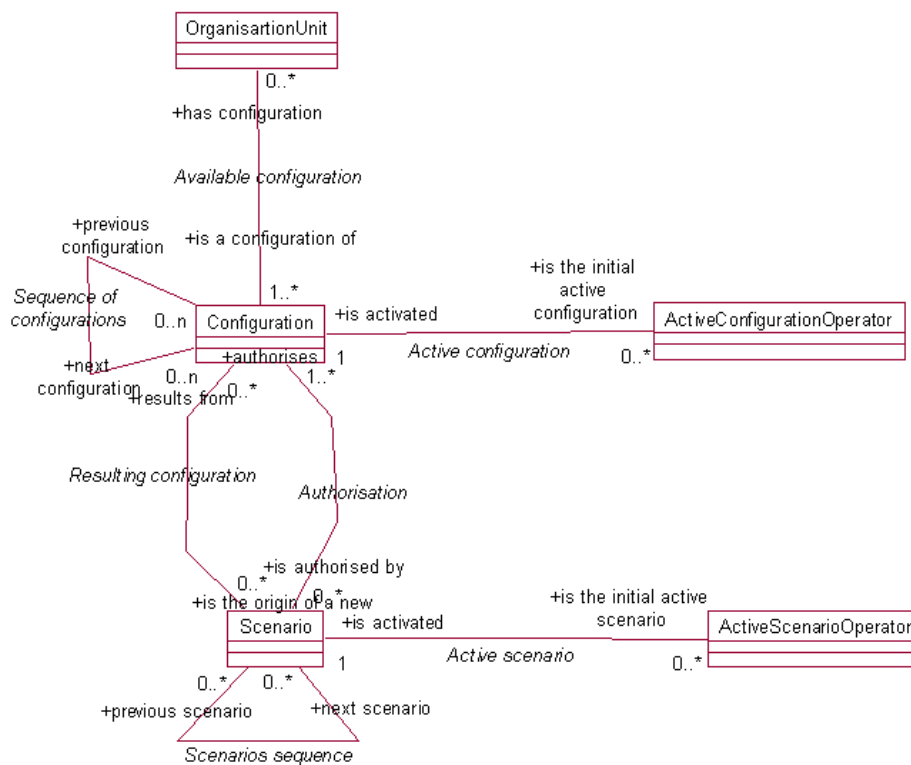 OrganisartionUnit
0..*
+has configuration
Available configuration
+is a configuration of
1..*
+previous
configuration
Sequence of
configurations
0..n
+next
configuration
0..n
Configuration
+is activated
1
Active configuration
+is the initial
active
configuration
0..*
ActiveConfigurationOperator
+authorises
1..*
+results from
0..*
Resulting configuration
Authorisation
+is authorised by
0..*
0..*
+is the origin of a new
Scenario
+is activated
1
Active scenario
+is the initial active
scenario
0..*
ActiveScenarioOperator
0..*
0..*
+previous scenario
+next scenario
Scenarios sequence